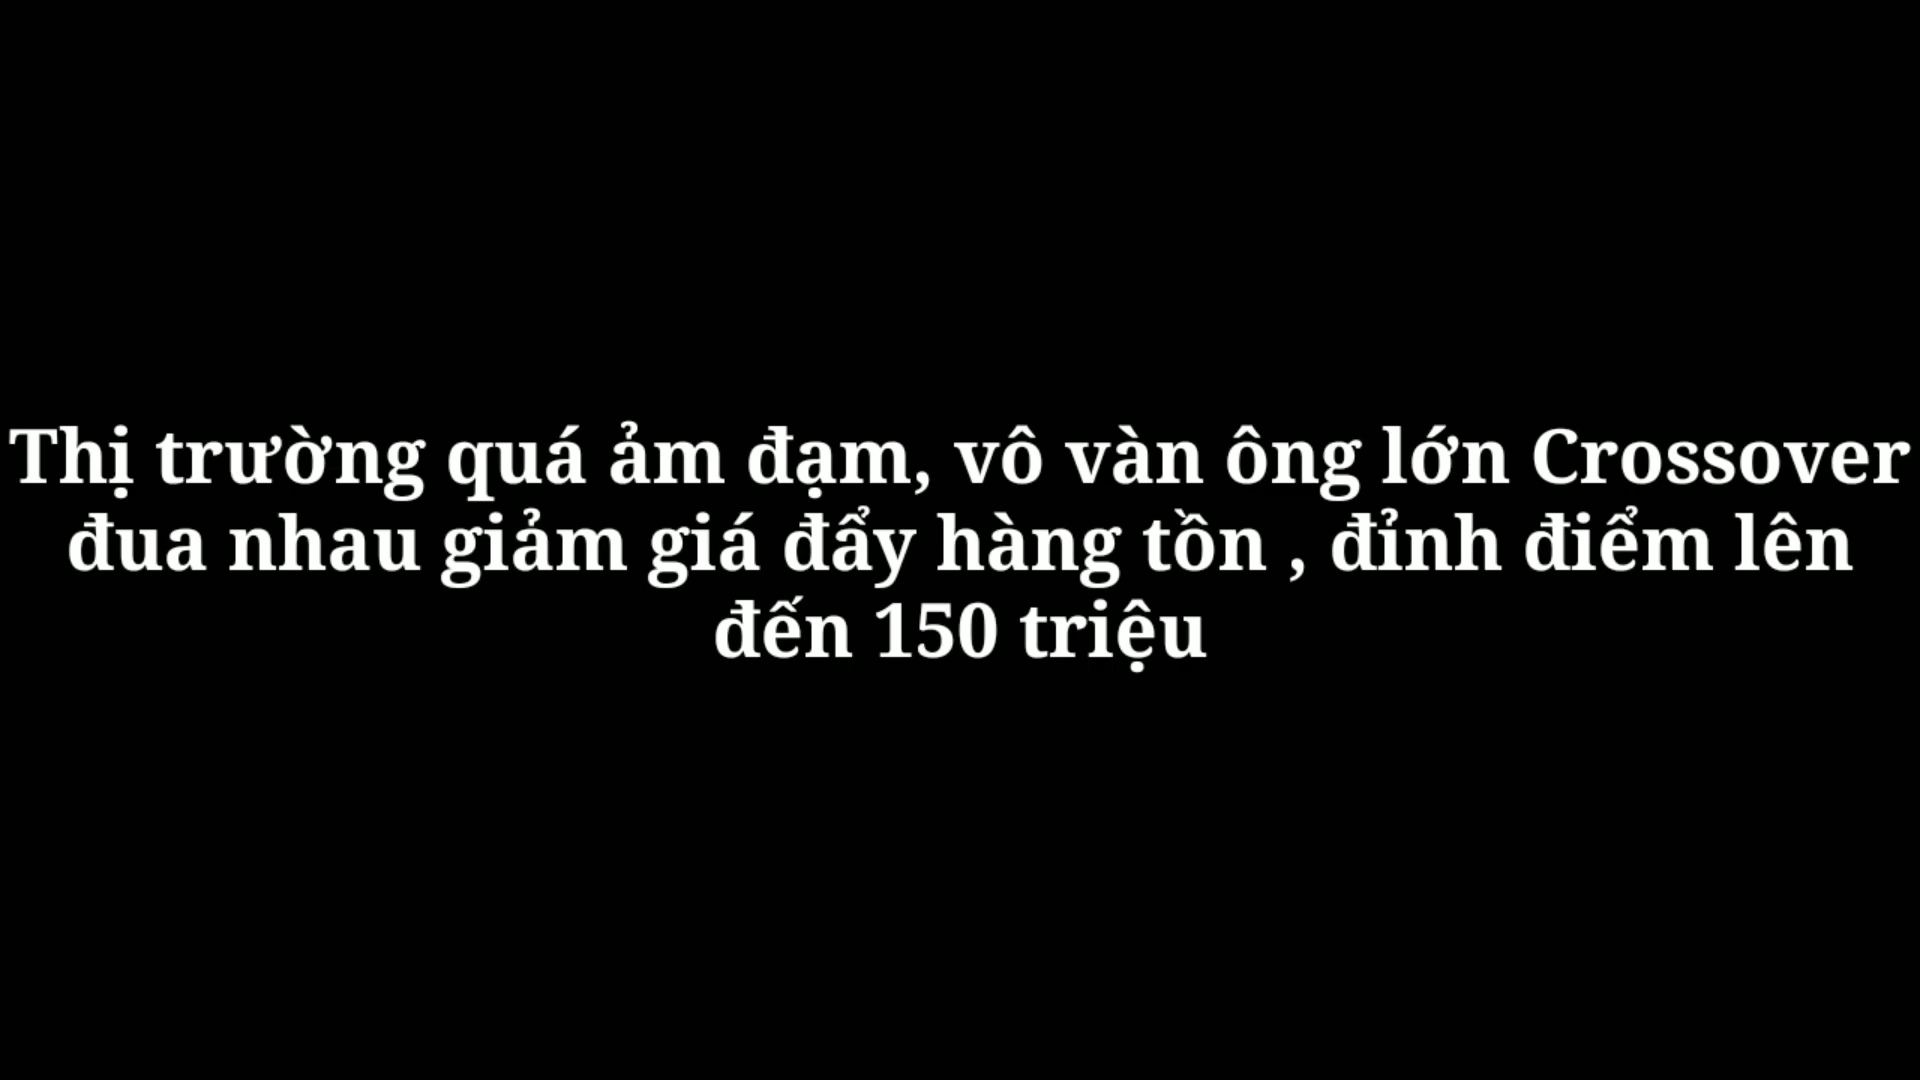 Thị trường quá ảm đạm, vô vàn ông lớn Crossover
đua nhau giảm giá đẩy hàng tồn , đỉnh điểm lên
đến 150 triệu